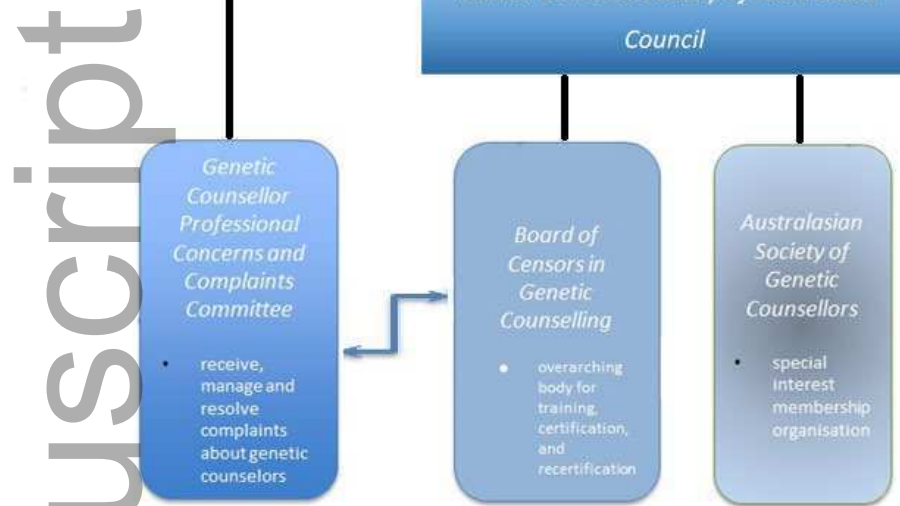 Council
Genetic
Counsellor
Professional
Concerns and
Complaints
Committee
• receive,
manage and
resolve
complaints
about genetic
counselors
Board of
Censors in
Genetic
Counselling
• overarching
body for
training,
certification,
and
recertification
Australasian
Society of
Genetic
Counsellors
• special
interest
membership
organisation
uscript